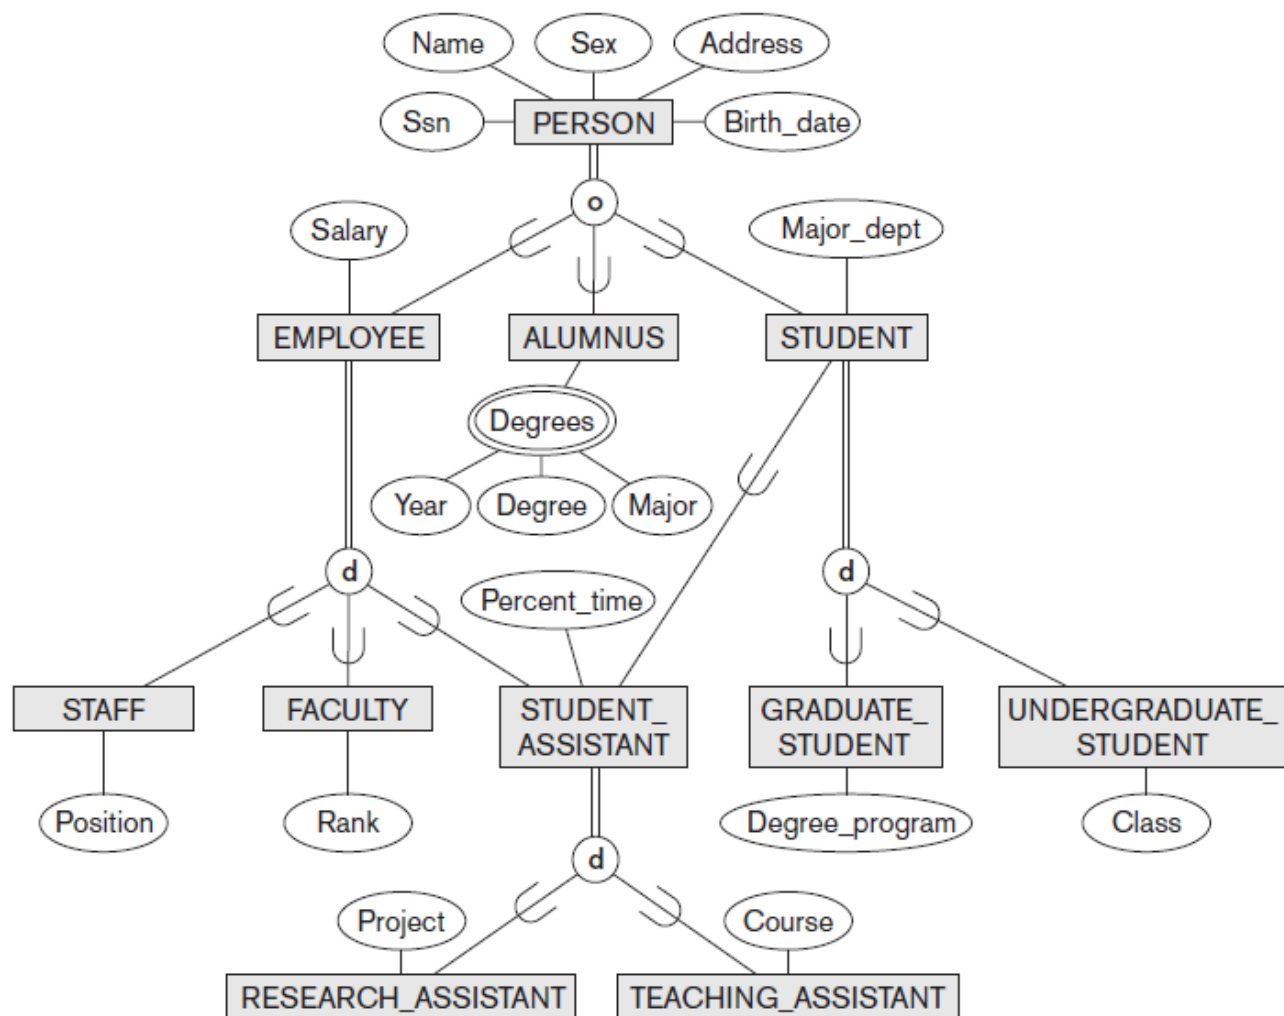 Name
Sex
Address
Ssn
PERSON
Birth_date
o
Salary
Major_dept
EMPLOYEE
ALUMNUS
STUDENT
Degrees
Year
Degree
Major
d
d
Percent_time
STAFF
FACULTY
STUDENT_
ASSISTANT
GRADUATE_
STUDENT
UNDERGRADUATE_
STUDENT
Position
Rank
Degree_program
Class
d
Project
Course
RESEARCH_ASSISTANT
TEACHING_ASSISTANT